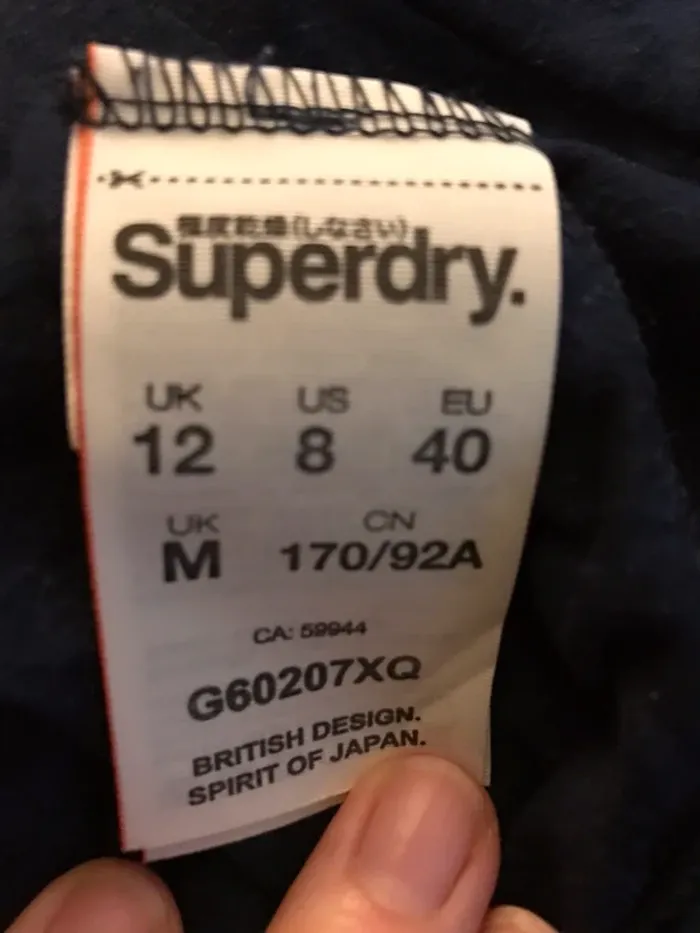 極度乾燥(しなさい)
Superdry.
UK US EU
12 8 40
UK CN
M 170/92A
CA: 59944
G60207XQ
BRITISH DESIGN.
SPIRIT OF JAPAN.